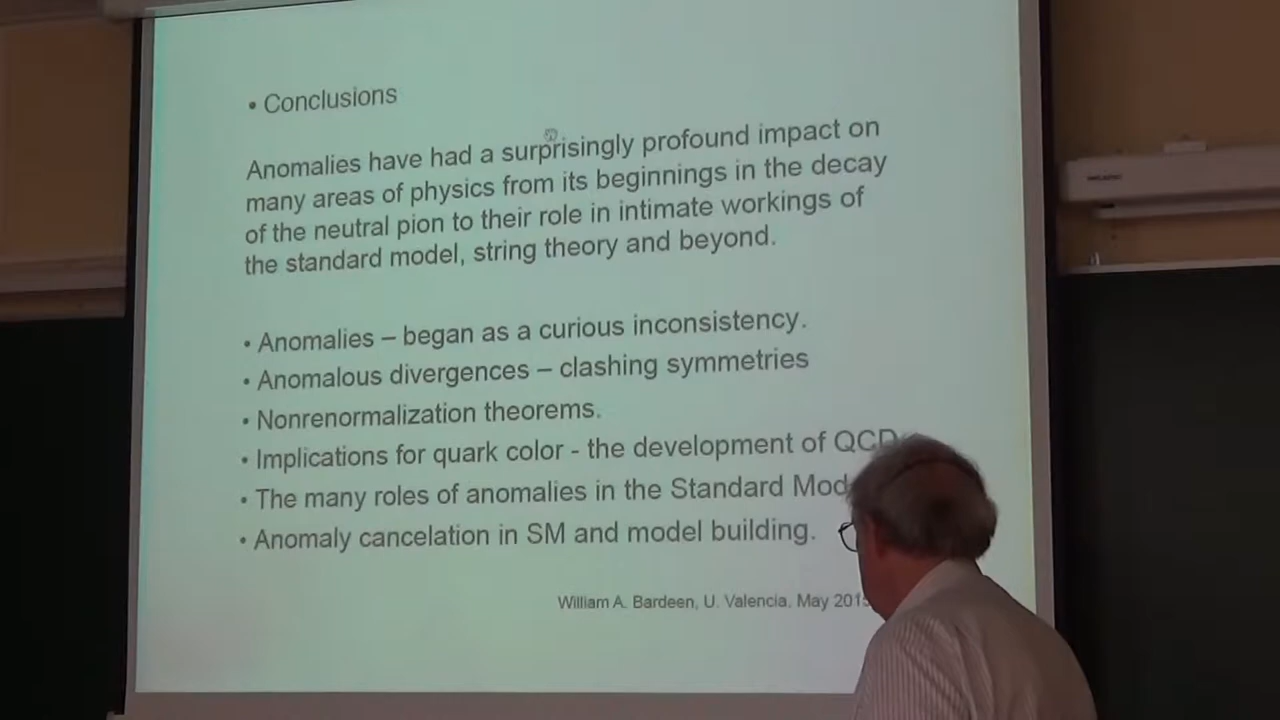 • Conclusions
Anomalies have had a surprisingly profound impact on
many areas of physics from its beginnings in the decay
of the neutral pion to their role in intimate workings of
the standard model, string theory and beyond.
• Anomalies – began as a curious inconsistency.
• Anomalous divergences – clashing symmetries
• Nonrenormalization theorems.
• Implications for quark color - the development of QCD
• The many roles of anomalies in the Standard Mod
• Anomaly cancelation in SM and model building.
William A. Bardeen, U. Valencia, May 2015